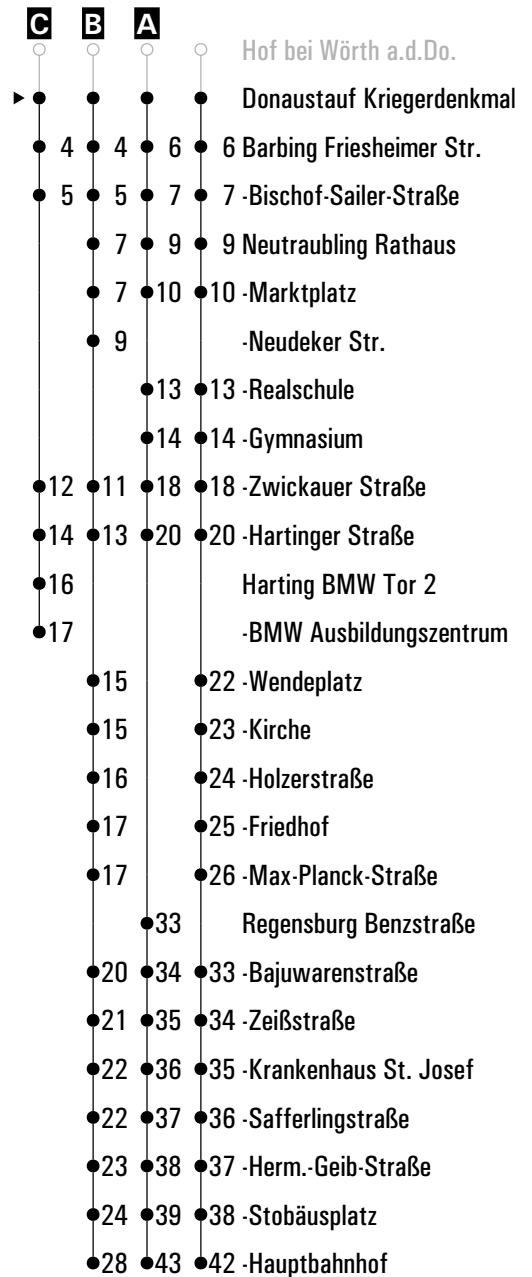 C B A
Hof bei Wörth a.d.Do.
Donaustauf Kriegerdenkmal
4 4 6 6 Barbing Friesheimer Str.
5 5 7 7 -Bischof-Sailer-Straße
7 9 9 Neutraubling Rathaus
7 10 10 -Marktplatz
9 -Neudeker Str.
13 13 -Realschule
14 14 -Gymnasium
12 11 18 18 -Zwickauer Straße
14 13 20 20 -Hartinger Straße
16 Harting BMW Tor 2
17 -BMW Ausbildungszentrum
15 22 -Wendeplatz
15 23 -Kirche
16 24 -Holzerstraße
17 25 -Friedhof
17 26 -Max-Planck-Straße
33 Regensburg Benzstraße
20 34 33 -Bajuwarenstraße
21 35 34 -Zeißstraße
22 36 35 -Krankenhaus St. Josef
22 37 36 -Safferlingstraße
23 38 37 -Herm.-Geib-Straße
24 39 38 -Stobäusplatz
28 43 42 -Hauptbahnhof